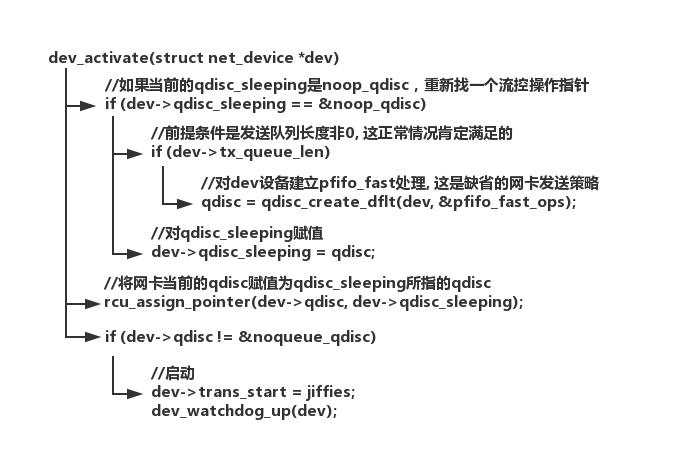 dev_activate(struct net_device *dev)
//如果当前的qdisc_sleeping是noop_qdisc，重新找一个流控操作指针
if (dev->qdisc_sleeping == &noop_qdisc)
//前提条件是发送队列长度非0, 这正常情况肯定满足的
if (dev->tx_queue_len)
//对dev设备建立pfifo_fast处理, 这是缺省的网卡发送策略
qdisc = qdisc_create_dflt(dev, &pfifo_fast_ops);
//对qdisc_sleeping赋值
dev->qdisc_sleeping = qdisc;
//将网卡当前的qdisc赋值为qdisc_sleeping所指的qdisc
rcu_assign_pointer(dev->qdisc, dev->qdisc_sleeping);
if (dev->qdisc != &noqueue_qdisc)
//启动
dev->trans_start = jiffies;
dev_watchdog_up(dev);